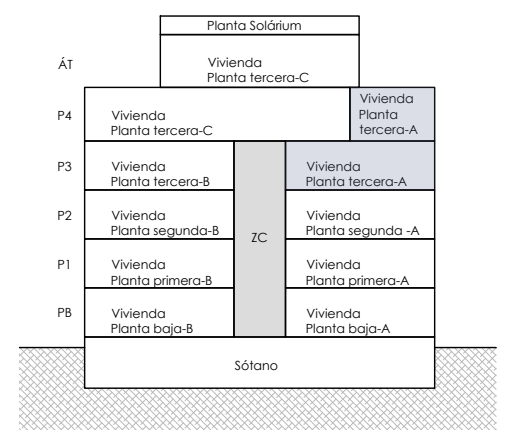 Planta Solárium
ÁT
Vivienda
Planta tercera-C
P4
Vivienda
Planta tercera-C
Vivienda
Planta
tercera-A
P3
Vivienda
Planta tercera-B
Vivienda
Planta tercera-A
P2
Vivienda
Planta segunda-B
ZC
Vivienda
Planta segunda -A
P1
Vivienda
Planta primera-B
Vivienda
Planta primera-A
PB
Vivienda
Planta baja-B
Vivienda
Planta baja-A
Sótano